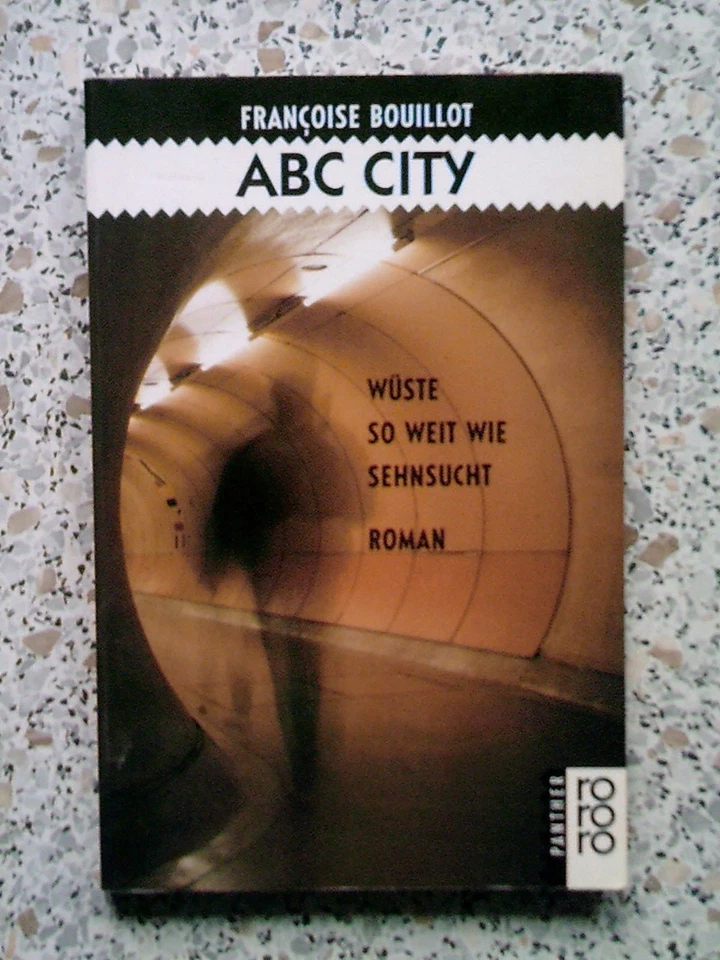 FRANÇOISE BOUILLOT
ABC CITY
WÜSTE
SO WEIT WIE
SEHNSUCHT
ROMAN
PANTHER
ro
ro
ro